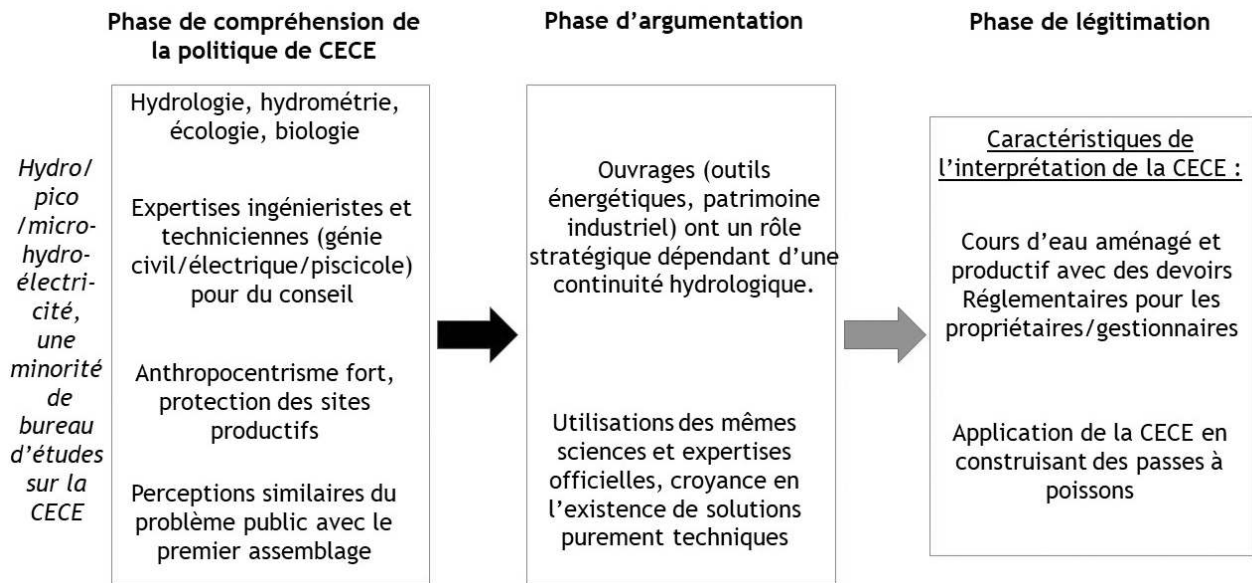 Phase de compréhension de
la politique de CECE
Phase d’argumentation
Phase de légitimation
Hydro/
pico
/micro-
hydro-
électri-
cité,
une
minorité
de
bureau
d’études
sur la
CECE
Hydrologie, hydrométrie,
écologie, biologie
Expertises ingénieristes et
techniciennes (génie
civil/électrique/piscicole)
pour du conseil
Anthropocentrisme fort,
protection des sites
productifs
Perceptions similaires du
problème public avec le
premier assemblage
Ouvrages (outils
énergétiques, patrimoine
industriel) ont un rôle
stratégique dépendant d’une
continuité hydrologique.
Utilisations des mêmes
sciences et expertises
officielles, croyance en
l’existence de solutions
purement techniques
Caractéristiques de
l’interprétation de la CECE :
Cours d’eau aménagé et
productif avec des devoirs
Réglementaires pour les
propriétaires/gestionnaires
Application de la CECE en
construisant des passes à
poissons